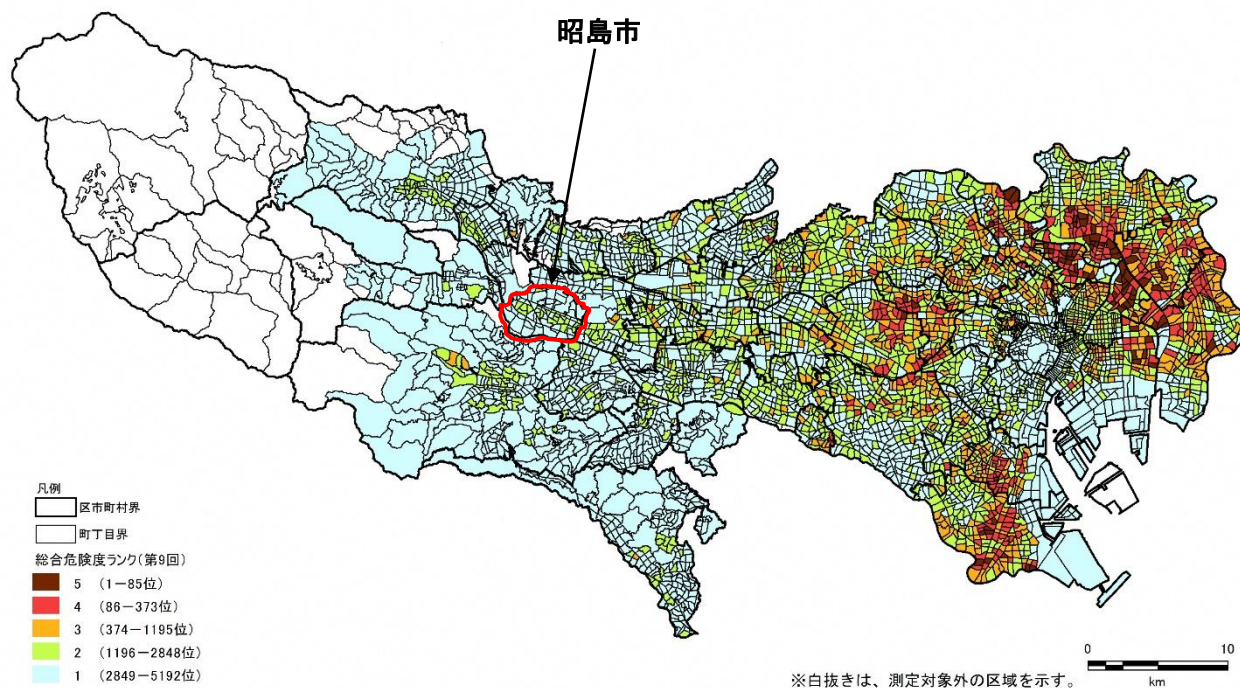 昭島市
凡例
区市町村界
町丁目界
総合危険度ランク(第9回)
5 (1－85位)
4 (86－373位)
3 (374－1195位)
2 (1196－2848位)
1 (2849－5192位)
0 10
km
※白抜きは、測定対象外の区域を示す。